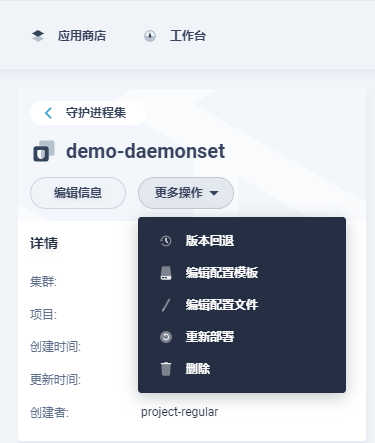 应用商店 工作台
守护进程集
demo-daemonset
编辑信息 更多操作
版本回退
编辑配置模板
编辑配置文件
重新部署
删除
详情
集群:
项目:
创建时间:
更新时间:
创建者: project-regular